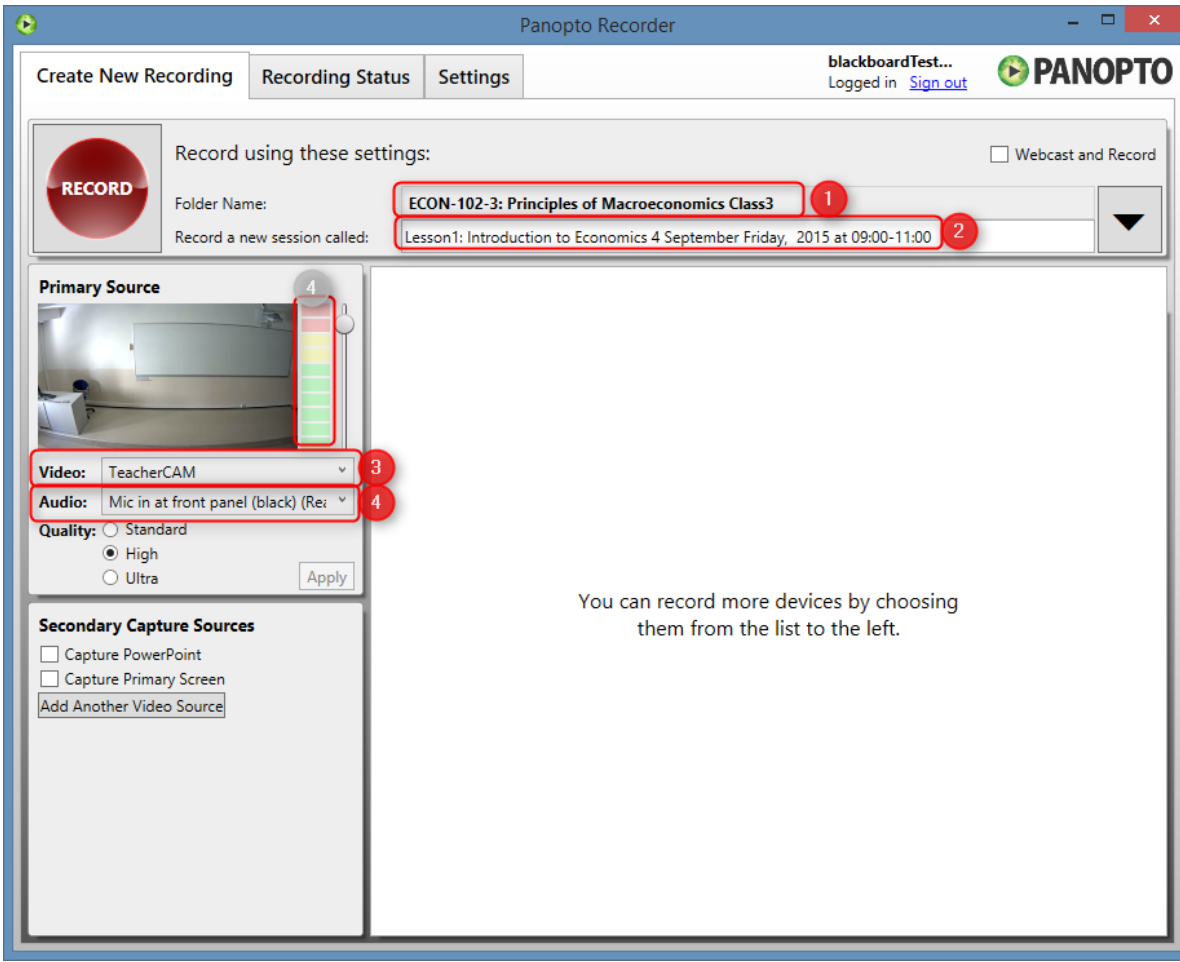 Panopto Recorder
Create New Recording Recording Status Settings
blackboardTest...
Logged in Sign out
PANOPTO
RECORD
Record using these settings:
Webcast and Record
Folder Name: ECON-102-3: Principles of Macroeconomics Class3
1
Record a new session called: Lesson1: Introduction to Economics 4 September Friday, 2015 at 09:00-11:00
2
Primary Source
4
Video: TeacherCAM
3
Audio: Mic in at front panel (black) (Rea
4
Quality: Standard
High
Ultra
Apply
Secondary Capture Sources
Capture PowerPoint
Capture Primary Screen
Add Another Video Source
You can record more devices by choosing
them from the list to the left.